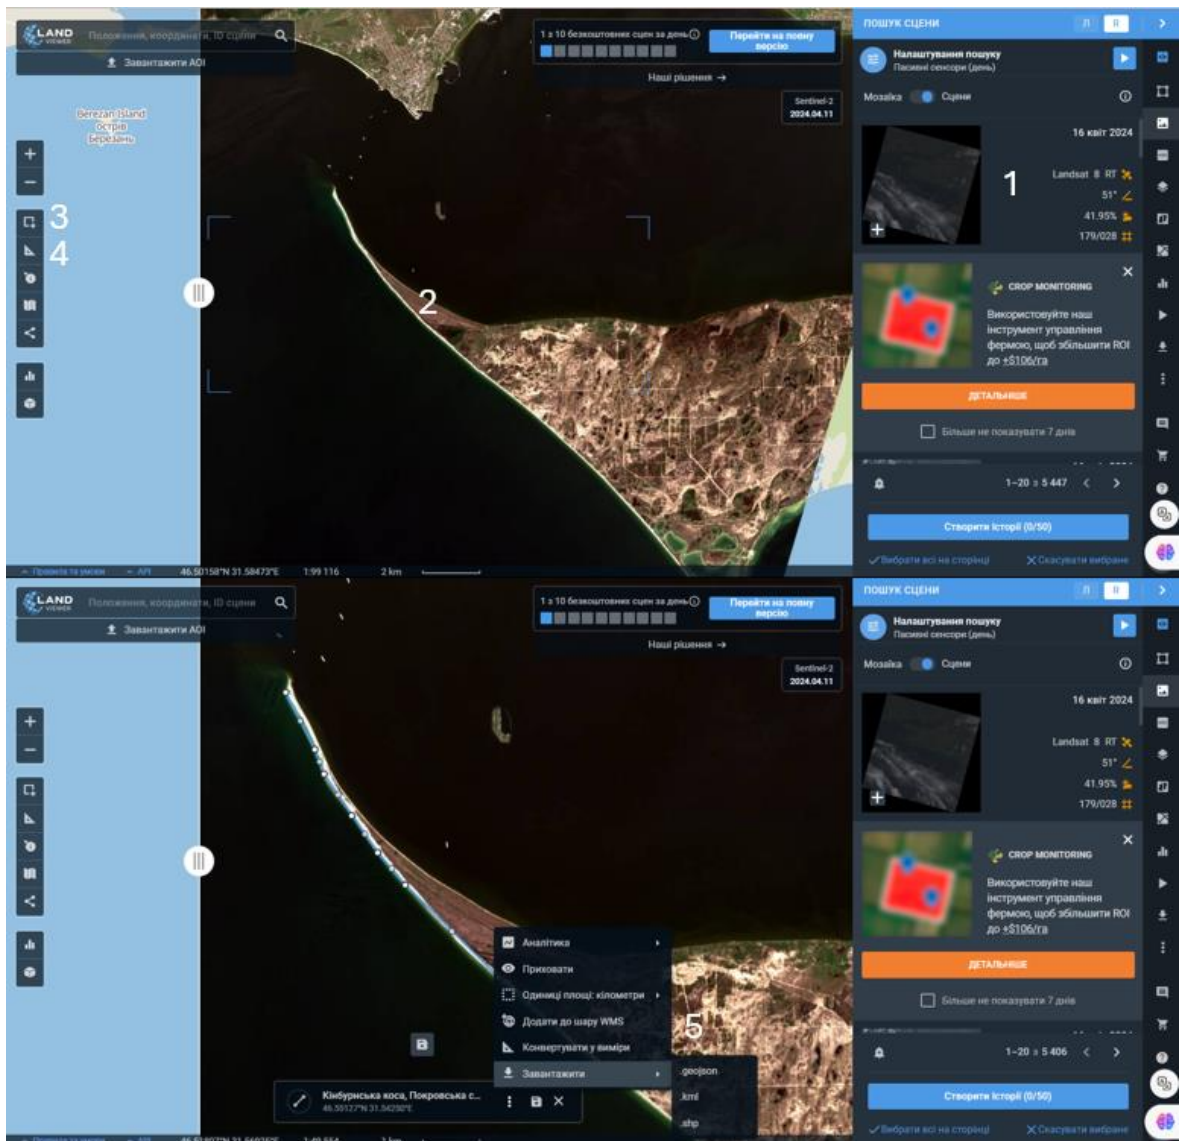 LAND
VIEWER
Положення, координати, ID сцени
Завантажити AOI
1 з 10 безкоштовних сцен за день
Перейти на повну
версію
Наші рішення →
Sentinel-2
2024.04.11
Berezan Island
острів
Березань
3
4
2
46.50158°N 31.58473°E
1:99 116
2 km
Правила та умови
API
ПОШУК СЦЕНИ
Л
Налаштування пошуку
Пасивні сенсори (день)
Мозаїка
Сцени
16 квіт 2024
1
Landsat 8 RT
51°
41.95%
179/028
CROP MONITORING
Використовуйте наш
інструмент управління
фермою, щоб збільшити ROI
до +$106/га
ДЕТАЛЬНІШЕ
Більше не показувати 7 днів
1–20 з 5 447
Створити історії (0/50)
Вибрати всі на сторінці
Скасувати вибране
LAND
VIEWER
Положення, координати, ID сцени
Завантажити AOI
1 з 10 безкоштовних сцен за день
Перейти на повну
версію
Наші рішення →
Sentinel-2
2024.04.11
Аналітика
Приховати
Одиниці площі: кілометри
Додати до шару WMS
Конвертувати у виміри
Завантажити
5
.geojson
.kml
.shp
Кінбурнська коса, Покровська с...
46.55127°N 31.54250°E
ПОШУК СЦЕНИ
Л
Налаштування пошуку
Пасивні сенсори (день)
Мозаїка
Сцени
16 квіт 2024
Landsat 8 RT
51°
41.95%
179/028
CROP MONITORING
Використовуйте наш
інструмент управління
фермою, щоб збільшити ROI
до +$106/га
ДЕТАЛЬНІШЕ
Більше не показувати 7 днів
1–20 з 5 406
Створити історії (0/50)
Вибрати всі на сторінці
Скасувати вибране